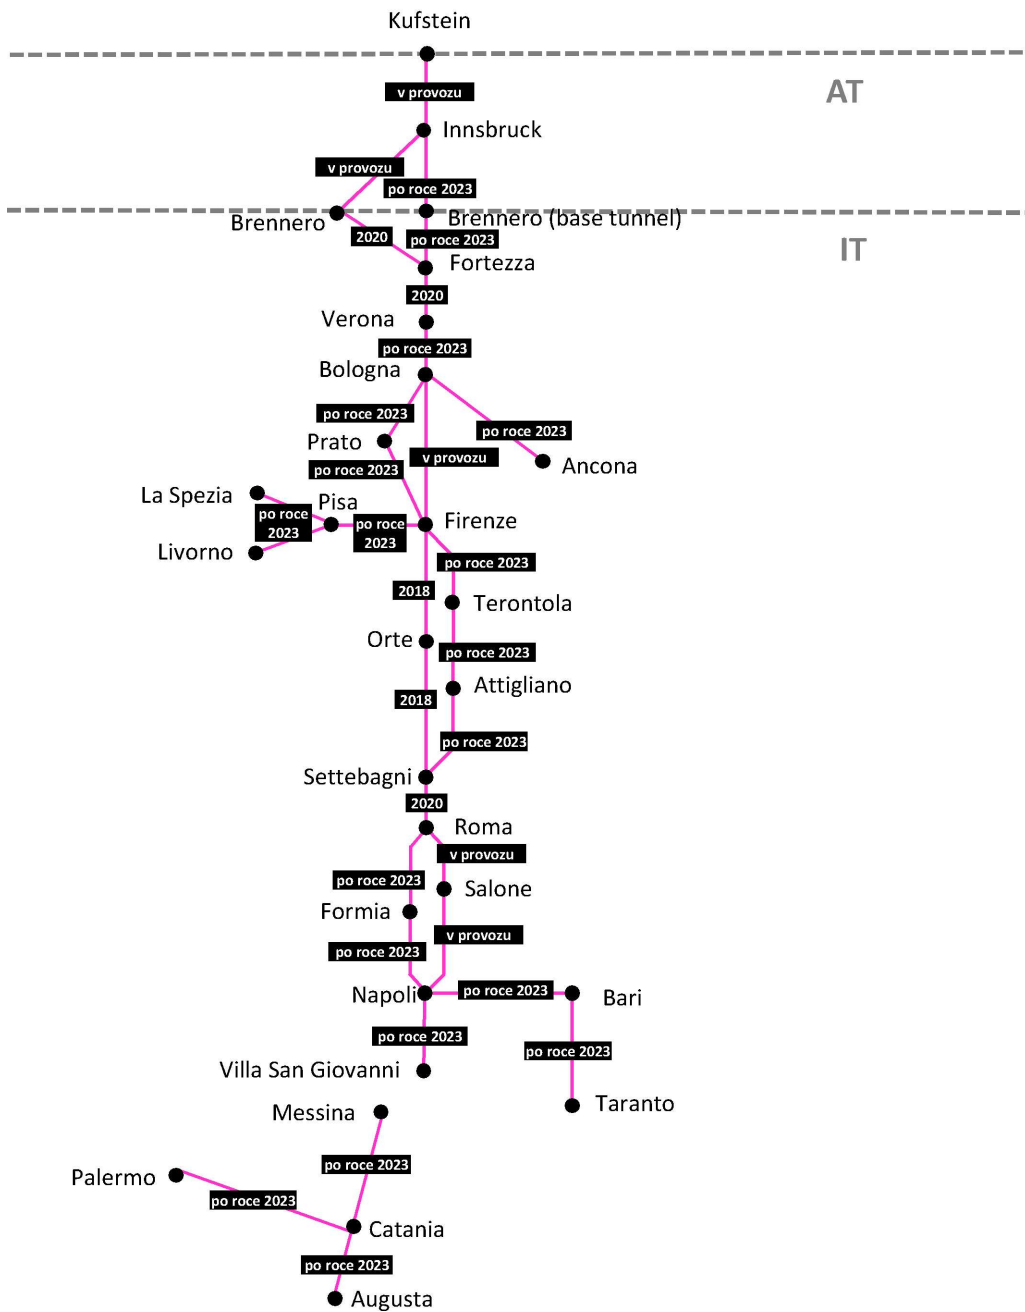 Kufstein
AT
v provozu
Innsbruck
v provozu
po roce 2023
Brennero
Brennero (base tunnel)
IT
2020
po roce 2023
Fortezza
2020
Verona
po roce 2023
Bologna
po roce 2023
po roce 2023
Prato
v provozu
Ancona
po roce 2023
La Spezia
Pisa
po roce
2023
po roce
2023
Firenze
Livorno
po roce 2023
2018
Terontola
Orte
po roce 2023
Attigliano
2018
po roce 2023
Settebagni
2020
Roma
v provozu
po roce 2023
Salone
Formia
v provozu
po roce 2023
Napoli
po roce 2023
Bari
po roce 2023
po roce 2023
Villa San Giovanni
Taranto
Messina
po roce 2023
Palermo
po roce 2023
Catania
po roce 2023
Augusta